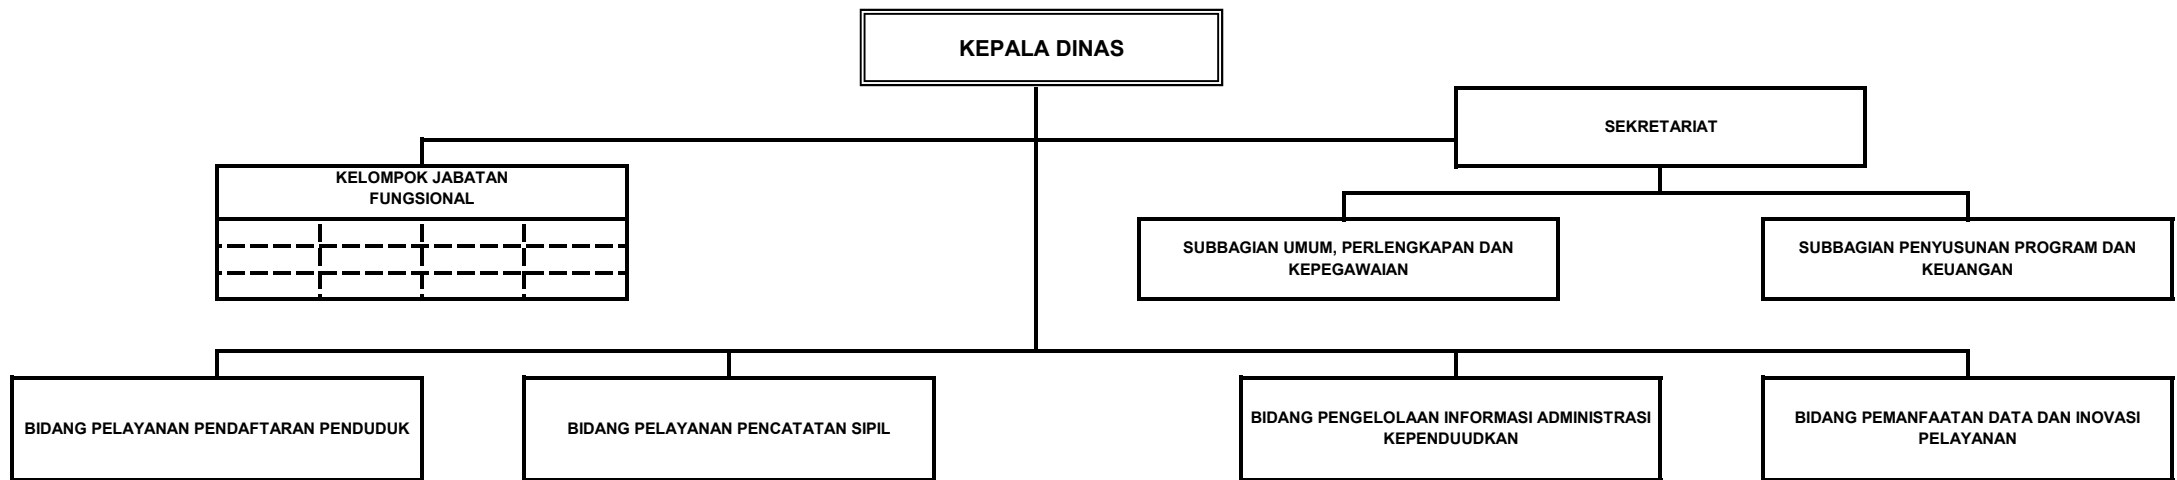 KEPALA DINAS
SEKRETARIAT
KELOMPOK JABATAN
FUNGSIONAL
SUBBAGIAN UMUM, PERLENGKAPAN DAN
KEPEGAWAIAN
SUBBAGIAN PENYUSUNAN PROGRAM DAN
KEUANGAN
BIDANG PELAYANAN PENDAFTARAN PENDUDUK
BIDANG PELAYANAN PENCATATAN SIPIL
BIDANG PENGELOLAAN INFORMASI ADMINISTRASI
KEPENDUUDKAN
BIDANG PEMANFAATAN DATA DAN INOVASI
PELAYANAN